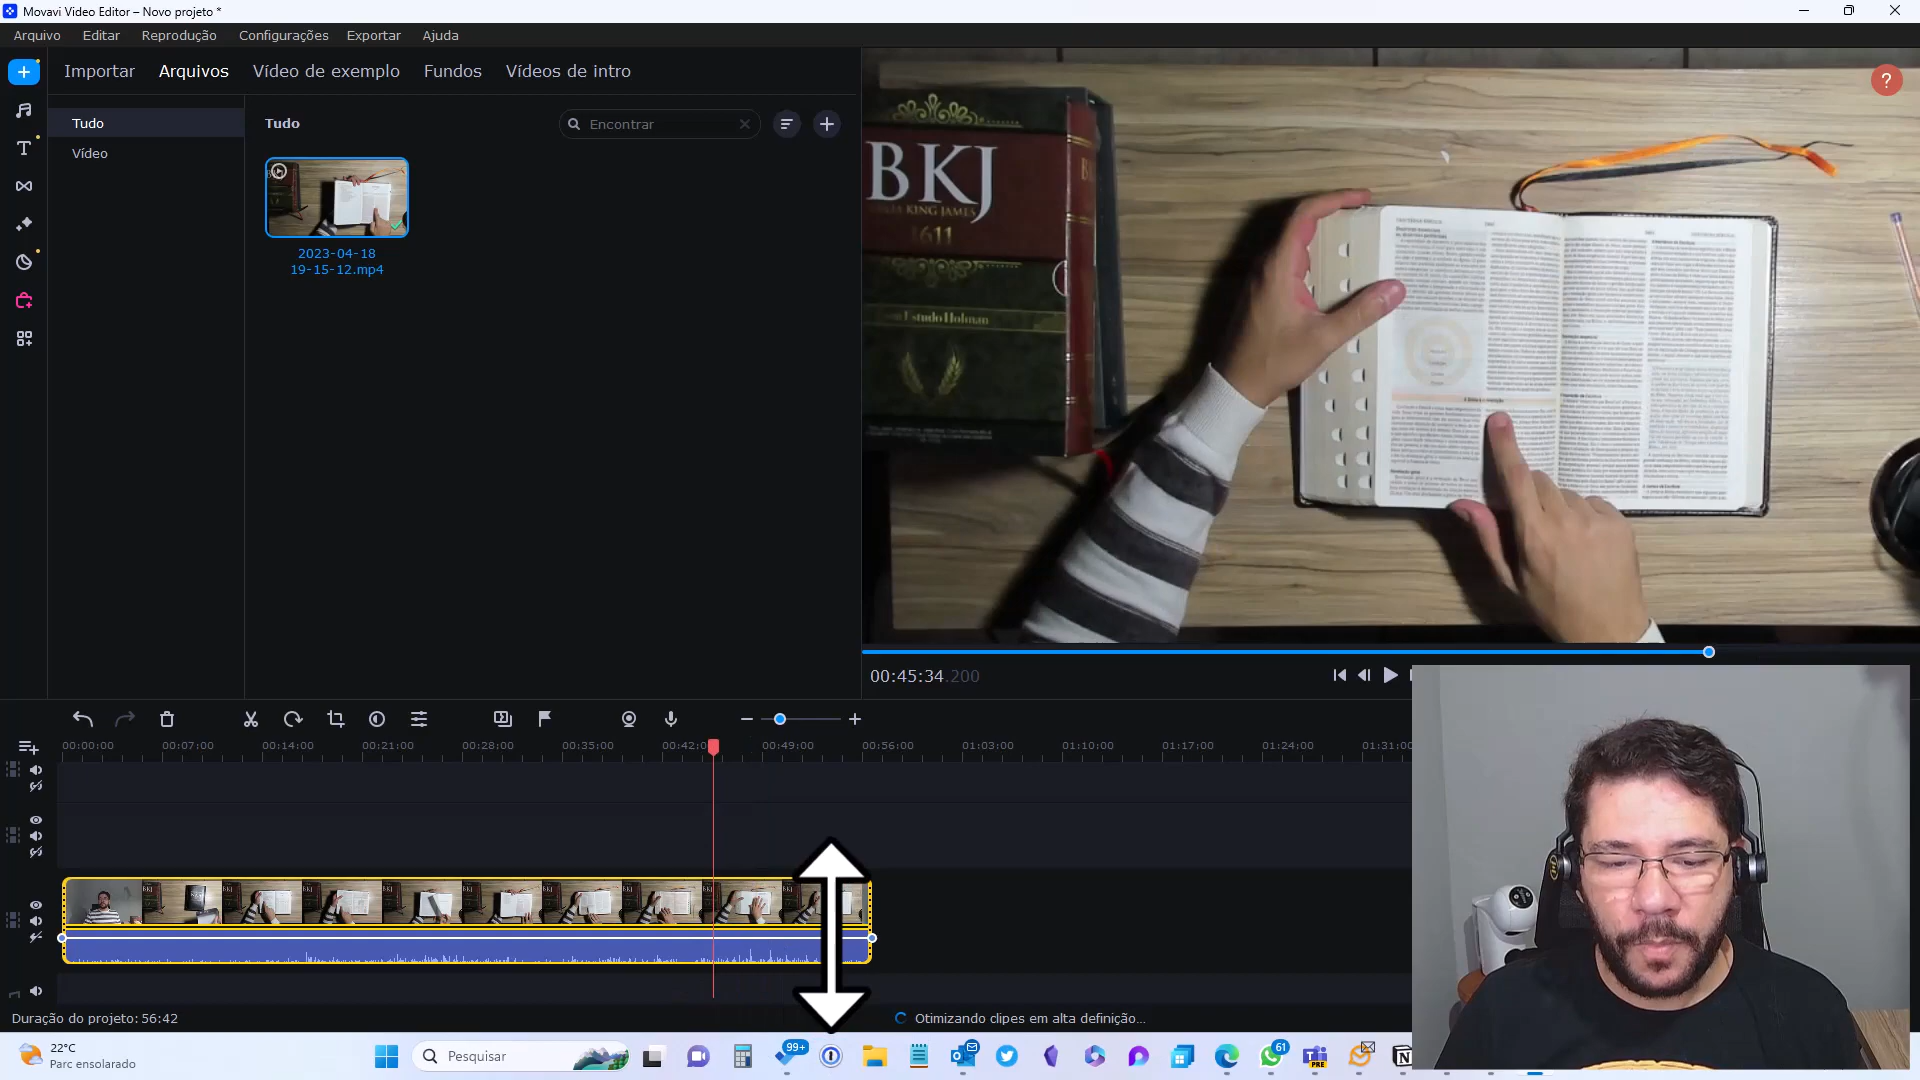 Movavi Video Editor – Novo projeto *
Arquivo Editar Reprodução Configurações Exportar Ajuda
Importar Arquivos Vídeo de exemplo Fundos Vídeos de intro
Tudo
Vídeo
Tudo
Encontrar
2023-04-18
19-15-12.mp4
BKJ
KING JAMES
1611
Estudo Holman
?
00:45:34.200
00:00:00 00:07:00 00:14:00 00:21:00 00:28:00 00:35:00 00:42:0 00:49:00 00:56:00 01:03:00 01:10:00 01:17:00 01:24:00 01:31:00
Duração do projeto: 56:42
Otimizando clipes em alta definição...
22°C
Parc ensolarado
Pesquisar
99+
61
PRE